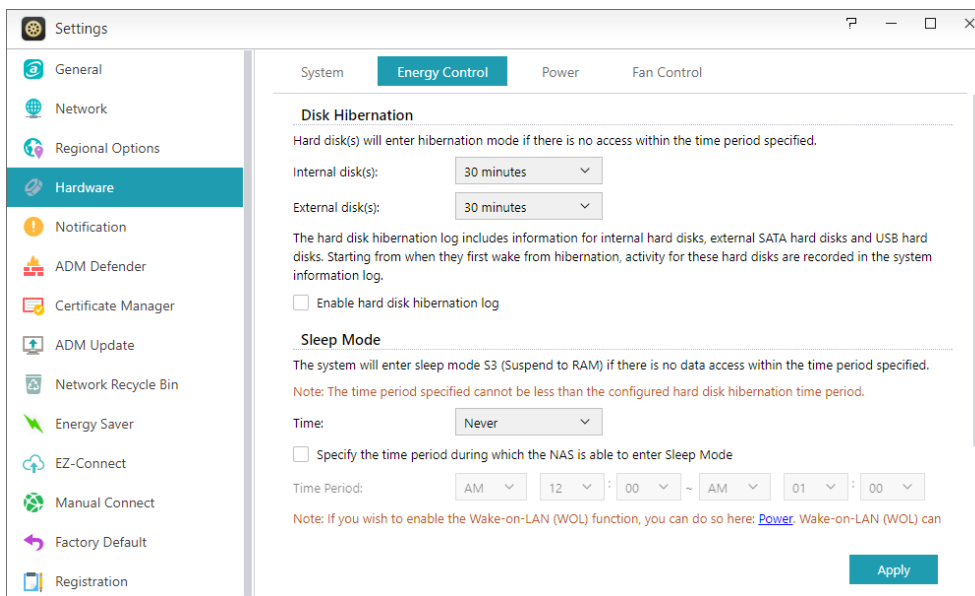 Settings
General
Network
Regional Options
Hardware
Notification
ADM Defender
Certificate Manager
ADM Update
Network Recycle Bin
Energy Saver
EZ-Connect
Manual Connect
Factory Default
Registration
System Energy Control Power Fan Control
Disk Hibernation
Hard disk(s) will enter hibernation mode if there is no access within the time period specified.
Internal disk(s): 30 minutes
External disk(s): 30 minutes
The hard disk hibernation log includes information for internal hard disks, external SATA hard disks and USB hard
disks. Starting from when they first wake from hibernation, activity for these hard disks are recorded in the system
information log.
Enable hard disk hibernation log
Sleep Mode
The system will enter sleep mode S3 (Suspend to RAM) if there is no data access within the time period specified.
Note: The time period specified cannot be less than the configured hard disk hibernation time period.
Time: Never
Specify the time period during which the NAS is able to enter Sleep Mode
Time Period: AM 12 : 00 ~ AM 01 : 00
Note: If you wish to enable the Wake-on-LAN (WOL) function, you can do so here: Power. Wake-on-LAN (WOL) can
Apply